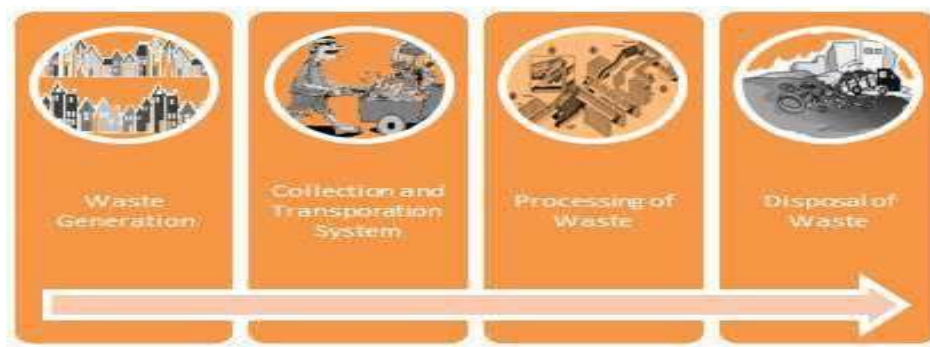 Waste
Generation
Collection and
Transporation
System
Processing of
Waste
Disposal of
Waste